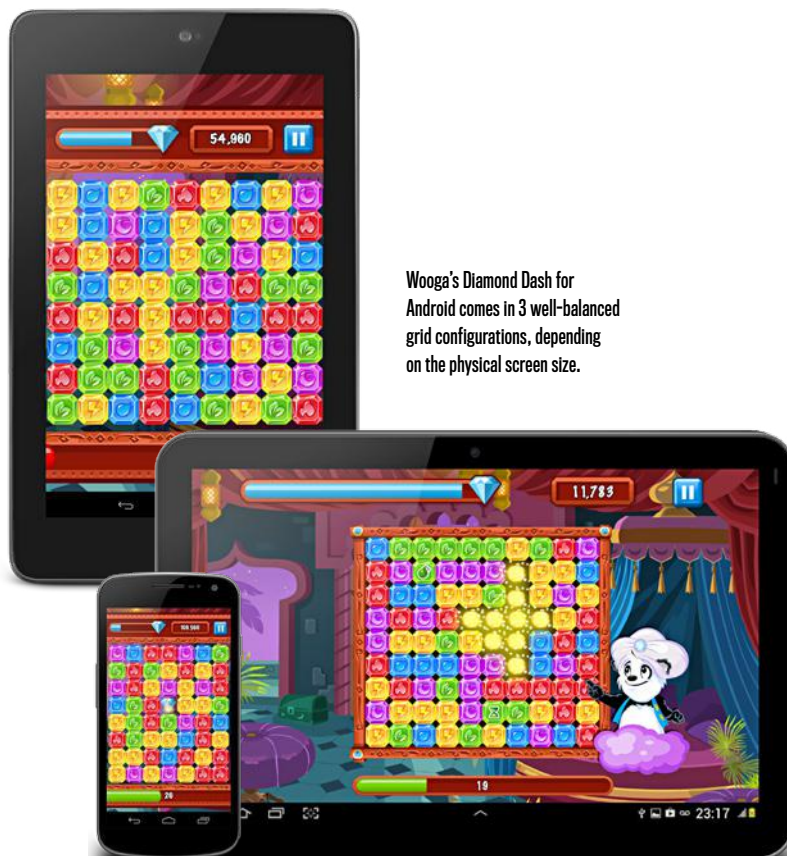 54,960
Wooga's Diamond Dash for
Android comes in 3 well-balanced
grid configurations, depending
on the physical screen size.
11,783
26
19
23:17